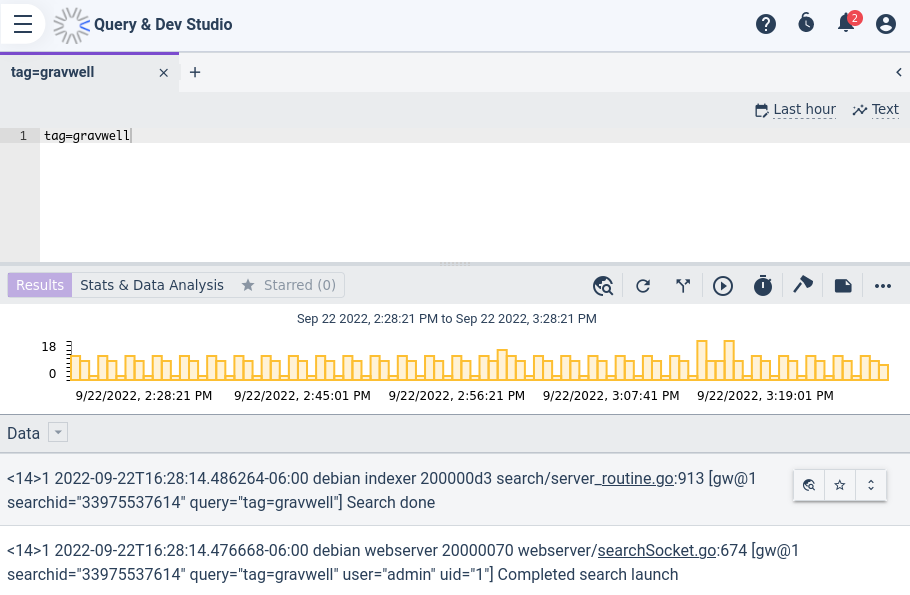 Query & Dev Studio
2
tag=gravwell
Last hour
Text
1 tag=gravwell
Results
Stats & Data Analysis
Starred (0)
Sep 22 2022, 2:28:21 PM to Sep 22 2022, 3:28:21 PM
18
0
9/22/2022, 2:28:21 PM 9/22/2022, 2:45:01 PM 9/22/2022, 2:56:21 PM 9/22/2022, 3:07:41 PM 9/22/2022, 3:19:01 PM
Data
<14>1 2022-09-22T16:28:14.486264-06:00 debian indexer 200000d3 search/server_routine.go:913 [gw@1
searchid="33975537614" query="tag=gravwell"] Search done
<14>1 2022-09-22T16:28:14.476668-06:00 debian webserver 20000070 webserver/searchSocket.go:674 [gw@1
searchid="33975537614" query="tag=gravwell" user="admin" uid="1"] Completed search launch